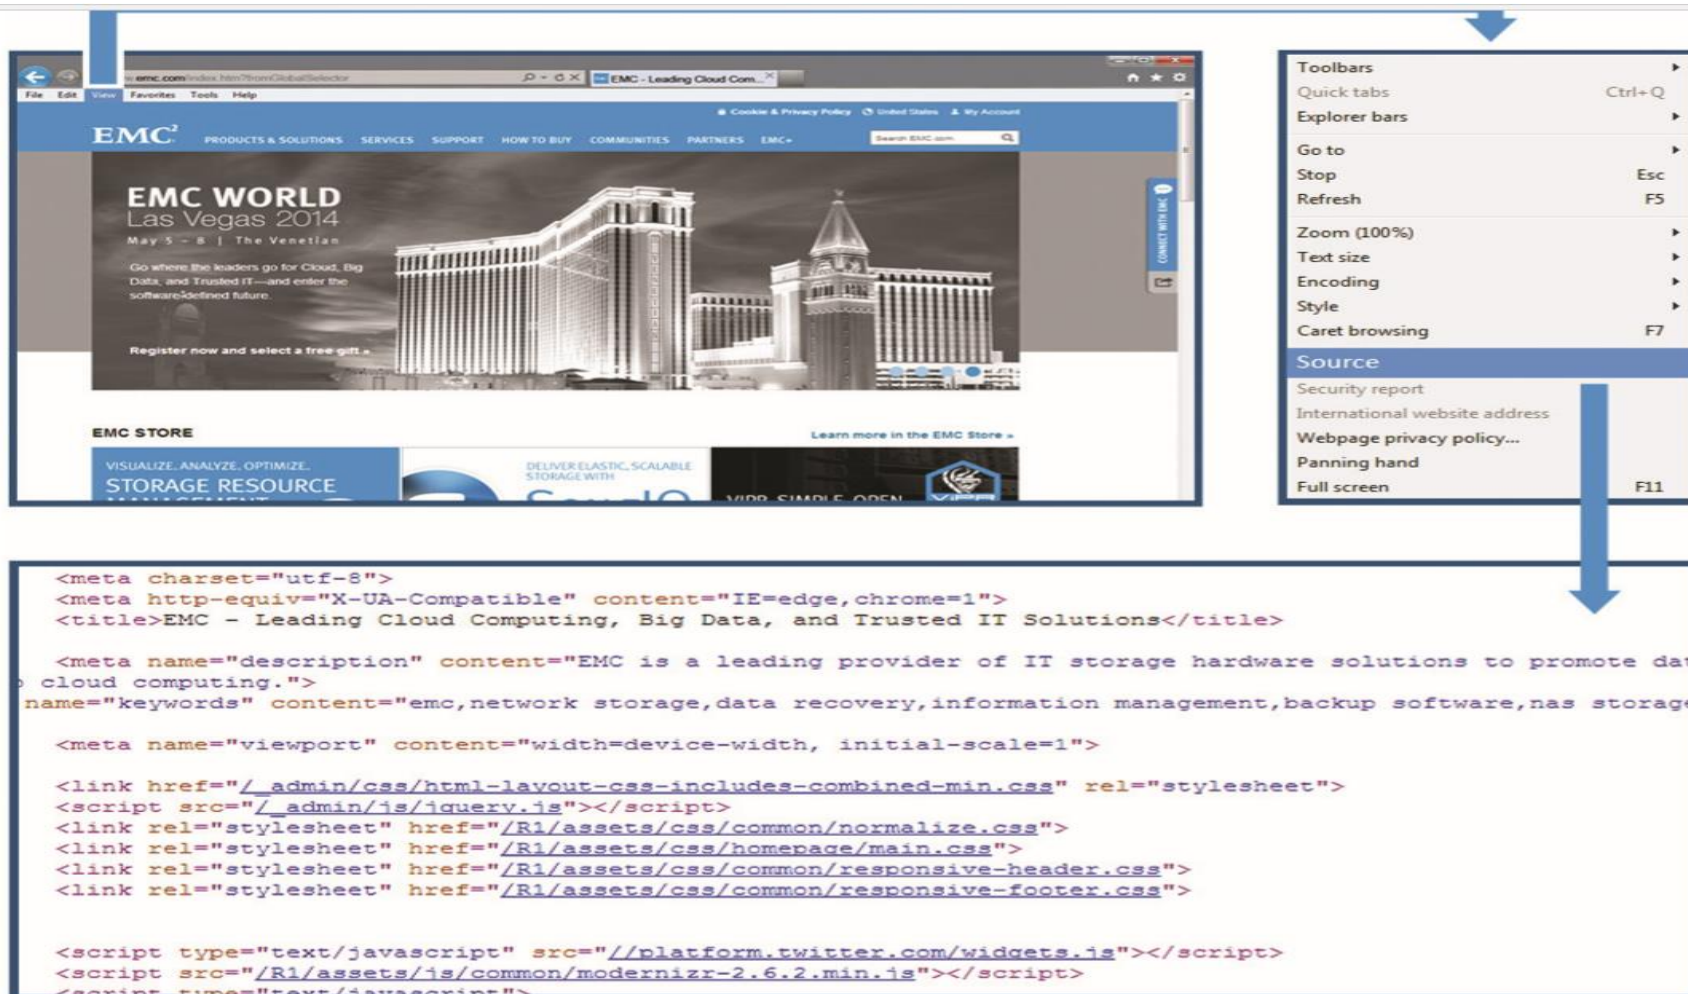 w.emc.com/index.htm?fromGlobalSelector
EMC - Leading Cloud Com...
File Edit View Favorites Tools Help
Cookie & Privacy Policy United States My Account
EMC²
PRODUCTS & SOLUTIONS SERVICES SUPPORT HOW TO BUY COMMUNITIES PARTNERS EMC+
Search EMC.com
EMC WORLD
Las Vegas 2014
May 5 – 8 | The Venetian
Go where the leaders go for Cloud, Big
Data, and Trusted IT—and enter the
software-defined future.
Register now and select a free gift »
CONNECT WITH EMC
EMC STORE
Learn more in the EMC Store »
VISUALIZE. ANALYZE. OPTIMIZE.
STORAGE RESOURCE
MANAGEMENT
DELIVER ELASTIC, SCALABLE
STORAGE WITH
ScaleIO
VIPR. SIMPLE. OPEN.
ViPR
Toolbars
Quick tabs Ctrl+Q
Explorer bars
Go to
Stop Esc
Refresh F5
Zoom (100%)
Text size
Encoding
Style
Caret browsing F7
Source
Security report
International website address
Webpage privacy policy...
Panning hand
Full screen F11
<meta charset="utf-8">
<meta http-equiv="X-UA-Compatible" content="IE=edge,chrome=1">
<title>EMC - Leading Cloud Computing, Big Data, and Trusted IT Solutions</title>
<meta name="description" content="EMC is a leading provider of IT storage hardware solutions to promote dat
o cloud computing.">
name="keywords" content="emc,network storage,data recovery,information management,backup software,nas storage
<meta name="viewport" content="width=device-width, initial-scale=1">
<link href="/_admin/css/html-layout-css-includes-combined-min.css" rel="stylesheet">
<script src="/_admin/js/jquery.js"></script>
<link rel="stylesheet" href="/R1/assets/css/common/normalize.css">
<link rel="stylesheet" href="/R1/assets/css/homepage/main.css">
<link rel="stylesheet" href="/R1/assets/css/common/responsive-header.css">
<link rel="stylesheet" href="/R1/assets/css/common/responsive-footer.css">
<script type="text/javascript" src="//platform.twitter.com/widgets.js"></script>
<script src="/R1/assets/js/common/modernizr-2.6.2.min.js"></script>
<script type="text/javascript">